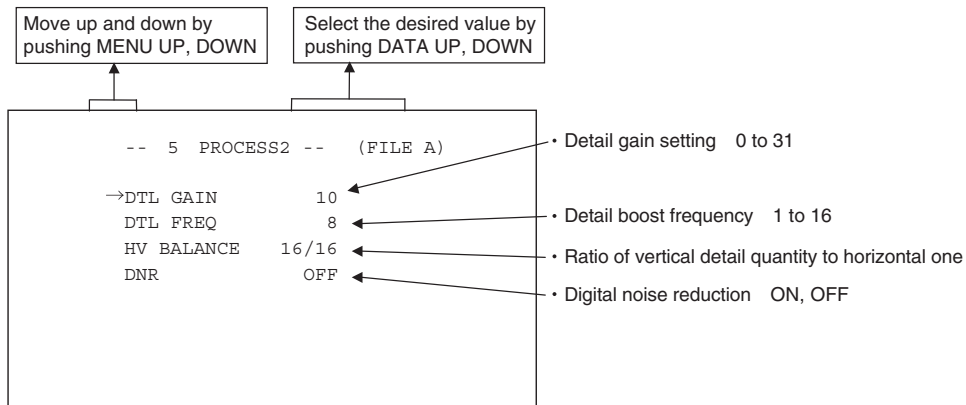 Move up and down by
pushing MENU UP, DOWN
Select the desired value by
pushing DATA UP, DOWN
-- 5 PROCESS2 -- (FILE A)
→DTL GAIN 10
DTL FREQ 8
HV BALANCE 16/16
DNR OFF
・Detail gain setting 0 to 31
・Detail boost frequency 1 to 16
・Ratio of vertical detail quantity to horizontal one
・Digital noise reduction ON, OFF